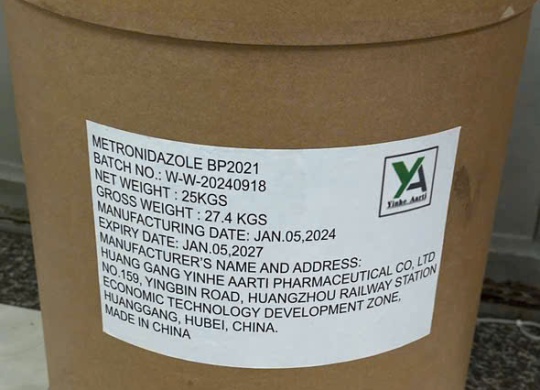 METRONIDAZOLE BP2021
BATCH NO.: W-W-20240918
NET WEIGHT : 25KGS
GROSS WEIGHT : 27.4 KGS
MANUFACTURING DATE: JAN.05,2024
EXPIRY DATE: JAN.05,2027
MANUFACTURER'S NAME AND ADDRESS:
HUANG GANG YINHE AARTI PHARMACEUTICAL CO, LTD
NO.159, YINGBIN ROAD, HUANGZHOU RAILWAY STATION
ECONOMIC TECHNOLOGY DEVELOPMENT ZONE,
HUANGGANG, HUBEI, CHINA.
MADE IN CHINA
YA
Yinhe Aarti